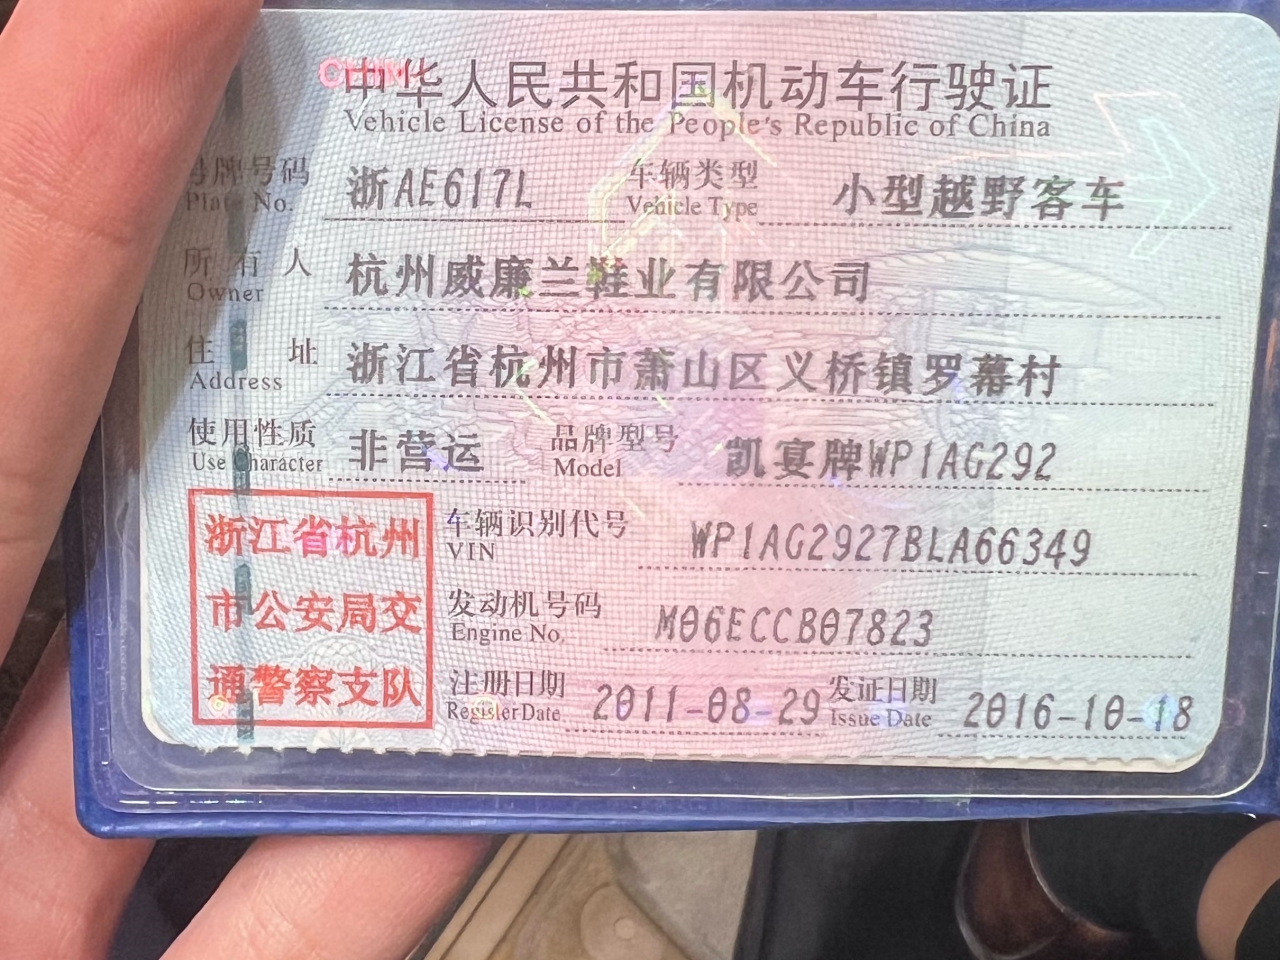 中华人民共和国机动车行驶证
Vehicle License of the People's Republic of China
号牌号码 浙AE617L 车辆类型 小型越野客车
Plate No. Vehicle Type
所有人 杭州威廉兰鞋业有限公司
Owner
住址 浙江省杭州市萧山区义桥镇罗幕村
Address
使用性质 非营运 品牌型号 凯宴牌WP1AG292
Use Character Model
浙江省杭州
市公安局交
通警察支队
车辆识别代号 WP1AG2927BLA66349
VIN
发动机号码 M06ECCB07823
Engine No.
注册日期 2011-08-29 发证日期 2016-10-18
Register Date Issue Date